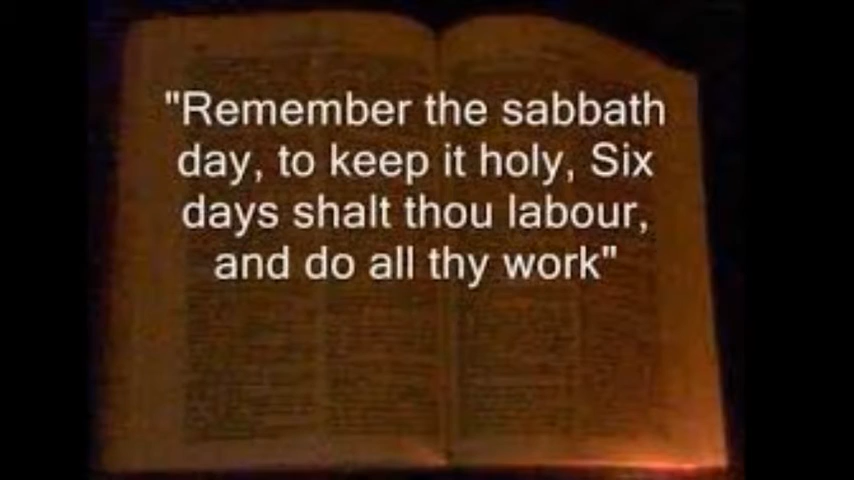 "Remember the sabbath
day, to keep it holy, Six
days shalt thou labour,
and do all thy work"